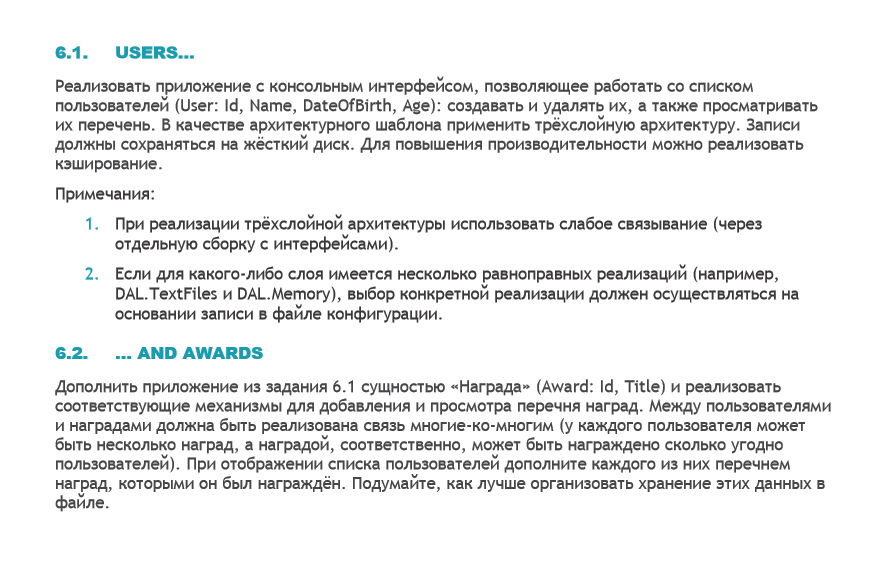 6.1. USERS...
Реализовать приложение с консольным интерфейсом, позволяющее работать со списком
пользователей (User: Id, Name, DateOfBirth, Age): создавать и удалять их, а также просматривать
их перечень. В качестве архитектурного шаблона применить трёхслойную архитектуру. Записи
должны сохраняться на жёсткий диск. Для повышения производительности можно реализовать
кэширование.
Примечания:
1. При реализации трёхслойной архитектуры использовать слабое связывание (через
отдельную сборку с интерфейсами).
2. Если для какого-либо слоя имеется несколько равноправных реализаций (например,
DAL.TextFiles и DAL.Memory), выбор конкретной реализации должен осуществляться на
основании записи в файле конфигурации.
6.2. ... AND AWARDS
Дополнить приложение из задания 6.1 сущностью «Награда» (Award: Id, Title) и реализовать
соответствующие механизмы для добавления и просмотра перечня наград. Между пользователями
и наградами должна быть реализована связь многие-ко-многим (у каждого пользователя может
быть несколько наград, а наградой, соответственно, может быть награждено сколько угодно
пользователей). При отображении списка пользователей дополните каждого из них перечнем
наград, которыми он был награждён. Подумайте, как лучше организовать хранение этих данных в
файле.